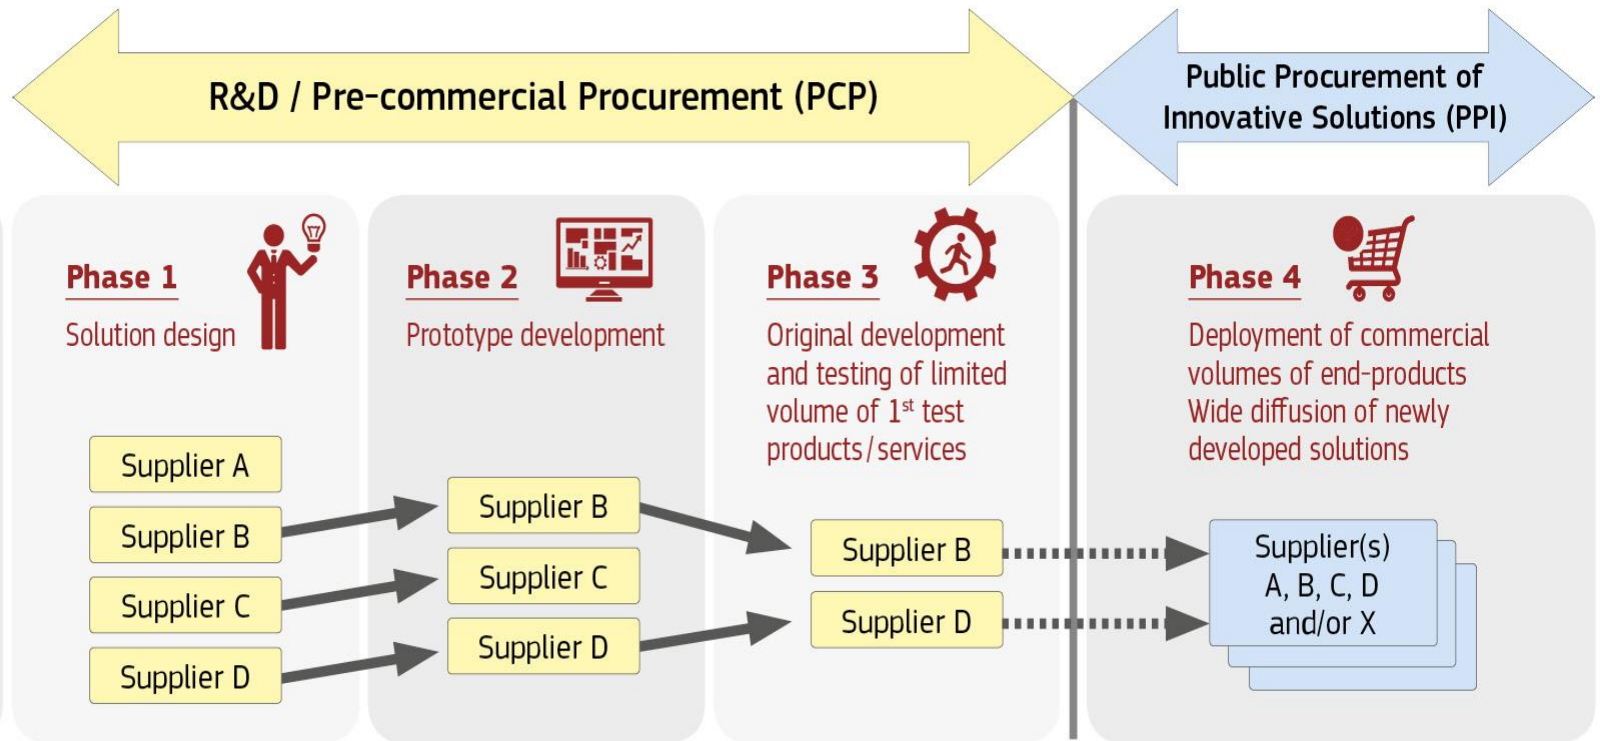 R&D / Pre-commercial Procurement (PCP)
Public Procurement of
Innovative Solutions (PPI)
Phase 1
Solution design
Supplier A
Supplier B
Supplier C
Supplier D
Phase 2
Prototype development
Supplier B
Supplier C
Supplier D
Phase 3
Original development
and testing of limited
volume of 1st test
products/services
Supplier B
Supplier D
Phase 4
Deployment of commercial
volumes of end-products
Wide diffusion of newly
developed solutions
Supplier(s)
A, B, C, D
and/or X